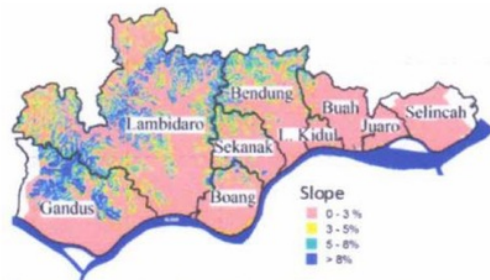 Lambidaro
Bendung
Buah
Selincah
Sekanak
L. Kidul
Juaro
Gandus
Boang
Slope
0 - 3 %
3 - 5%
5 - 8%
>8%